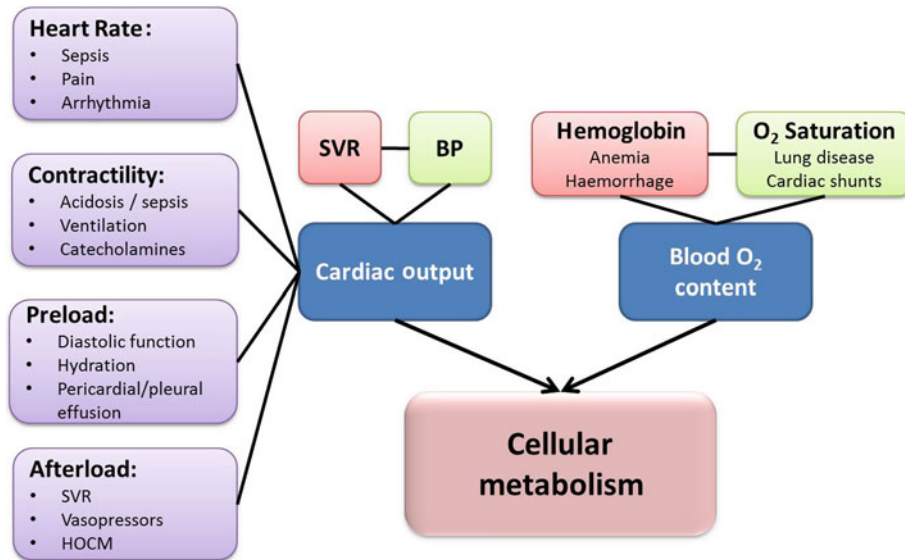 Heart Rate:
• Sepsis
• Pain
• Arrhythmia
Contractility:
• Acidosis / sepsis
• Ventilation
• Catecholamines
Preload:
• Diastolic function
• Hydration
• Pericardial/pleural
effusion
Afterload:
• SVR
• Vasopressors
• HOCM
SVR
BP
Cardiac output
Hemoglobin
Anemia
Haemorrhage
O₂ Saturation
Lung disease
Cardiac shunts
Blood O₂
content
Cellular
metabolism